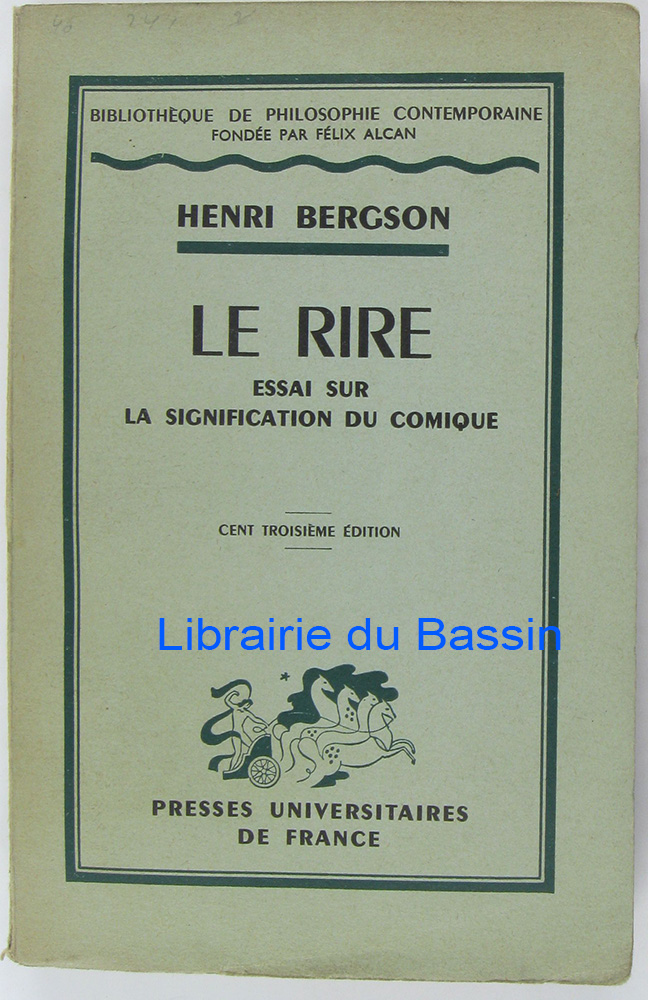 BIBLIOTHÈQUE DE PHILOSOPHIE CONTEMPORAINE
FONDÉE PAR FÉLIX ALCAN
HENRI BERGSON
LE RIRE
ESSAI SUR
LA SIGNIFICATION DU COMIQUE
CENT TROISIÈME ÉDITION
Librairie du Bassin
PRESSES UNIVERSITAIRES
DE FRANCE